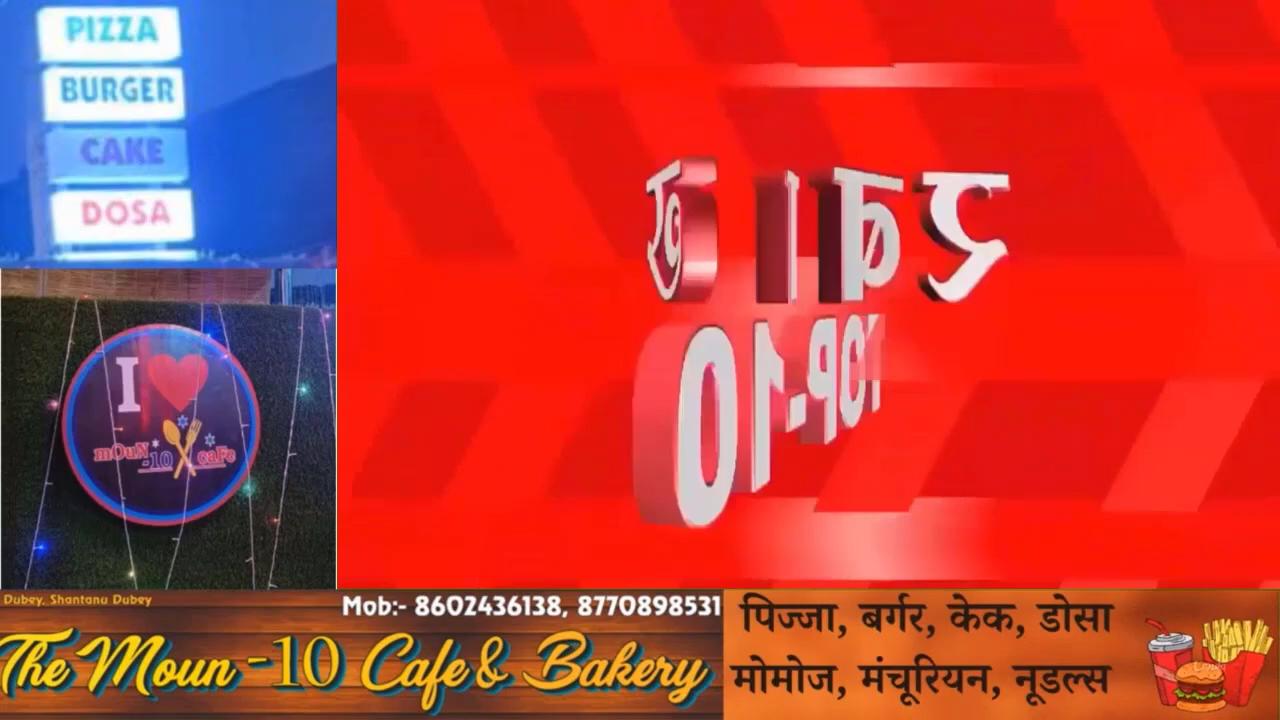 PIZZA
BURGER
CAKE
DOSA
I
mOuN
-10 caFe
TOP-10
Dubey, Shantanu Dubey
Mob:- 8602436138, 8770898531
The Moun -10 Cafe & Bakery
पिज्जा, बर्गर, केक, डोसा
मोमोज, मंचूरियन, नूडल्स